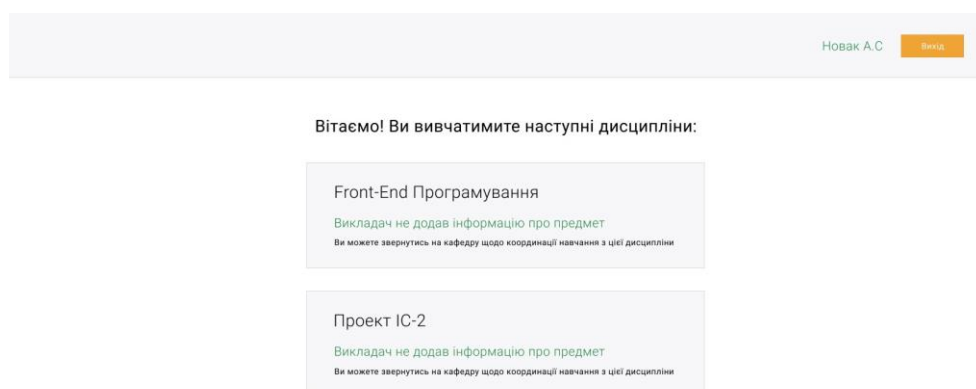 Новак А.С
Вихід
Вітаємо! Ви вивчатимите наступні дисципліни:
Front-End Програмування
Викладач не додав інформацію про предмет
Ви можете звернутись на кафедру щодо координації навчання з цієї дисципліни
Проект ІС-2
Викладач не додав інформацію про предмет
Ви можете звернутись на кафедру щодо координації навчання з цієї дисципліни